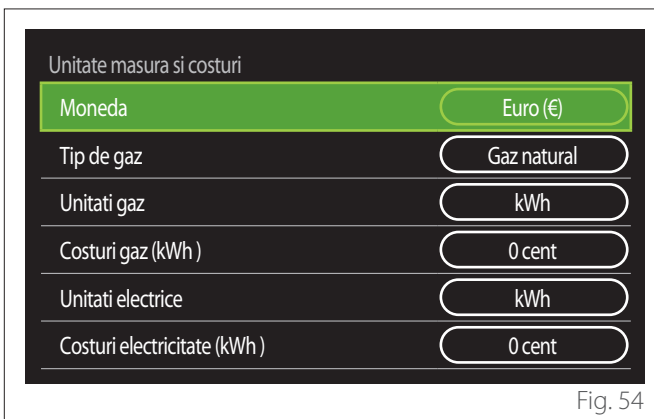 Unitate masura si costuri
Moneda Euro (€)
Tip de gaz Gaz natural
Unitati gaz kWh
Costuri gaz (kWh ) 0 cent
Unitati electrice kWh
Costuri electricitate (kWh ) 0 cent
Fig. 54